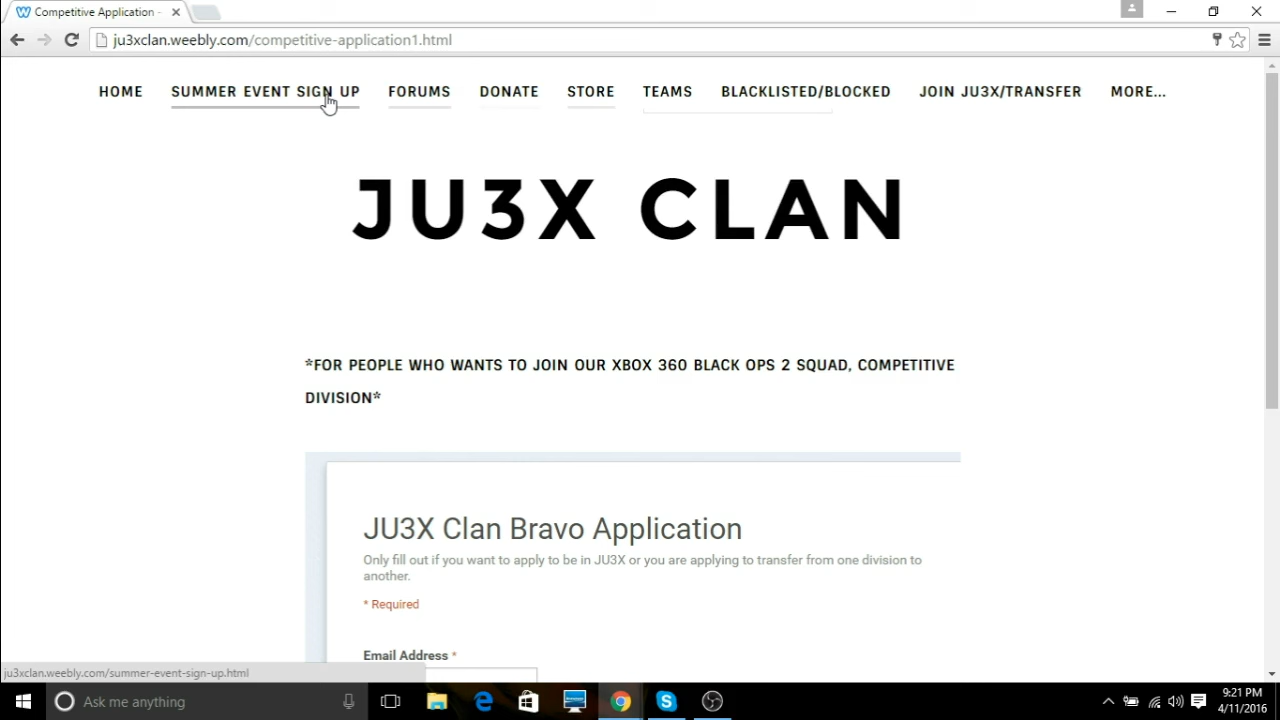 Competitive Application -
ju3xclan.weebly.com/competitive-application1.html
HOME SUMMER EVENT SIGN UP FORUMS DONATE STORE TEAMS BLACKLISTED/BLOCKED JOIN JU3X/TRANSFER MORE...
JU3X CLAN
*FOR PEOPLE WHO WANTS TO JOIN OUR XBOX 360 BLACK OPS 2 SQUAD, COMPETITIVE
DIVISION*
JU3X Clan Bravo Application
Only fill out if you want to apply to be in JU3X or you are applying to transfer from one division to
another.
* Required
Email Address *
ju3xclan.weebly.com/summer-event-sign-up.html
Ask me anything
9:21 PM
4/11/2016